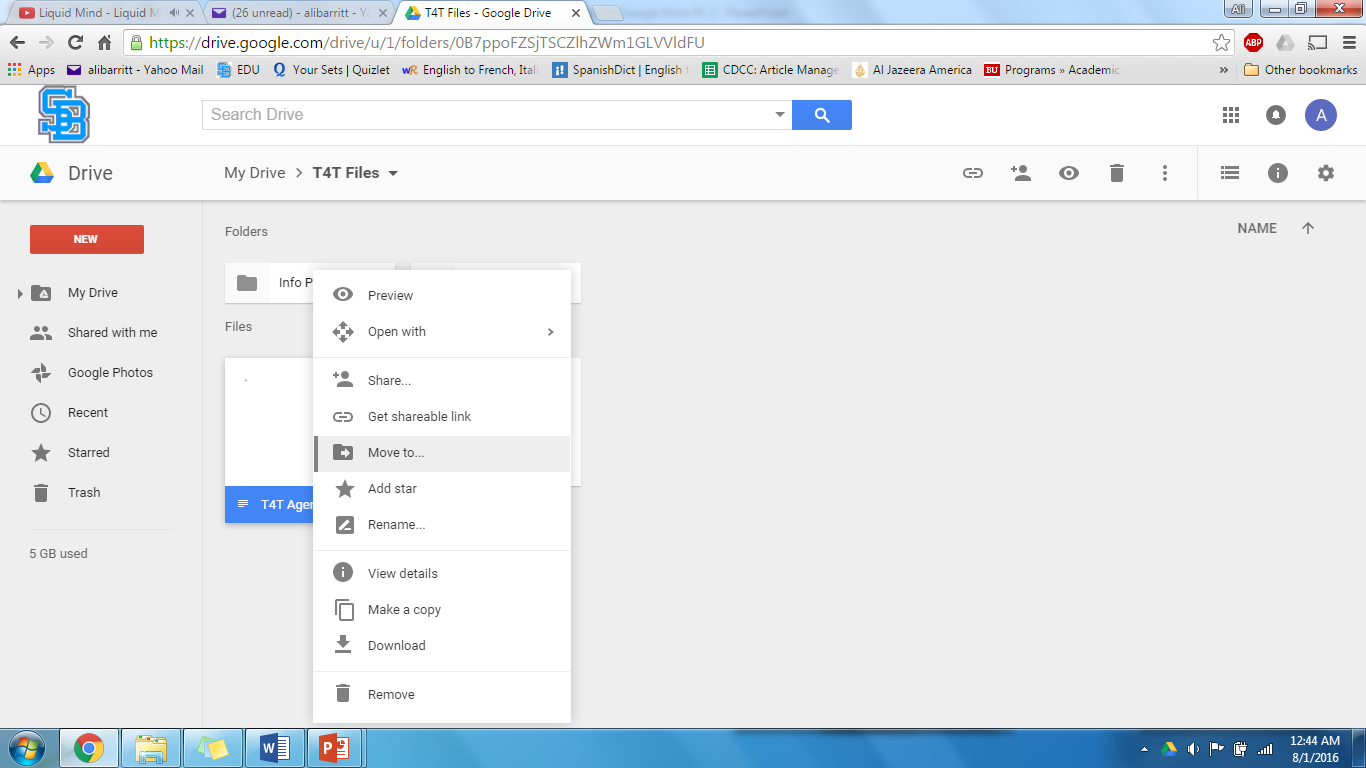 Liquid Mind - Liquid M
(26 unread) - alibarritt - Ya
T4T Files - Google Drive
Ali
https://drive.google.com/drive/u/1/folders/0B7ppoFZSjTSCZlhZWm1GLVVldFU
ABP
Apps
alibarritt - Yahoo Mail
EDU
Your Sets | Quizlet
English to French, Itali
SpanishDict | English t
CDCC: Article Manage
Al Jazeera America
BU Programs » Academic
»
Other bookmarks
SB
Search Drive
A
Drive
My Drive > T4T Files
NEW
Folders
NAME
My Drive
Shared with me
Google Photos
Recent
Starred
Trash
5 GB used
Info P
Files
T4T Agen
Preview
Open with
Share...
Get shareable link
Move to...
Add star
Rename...
View details
Make a copy
Download
Remove
12:44 AM
8/1/2016